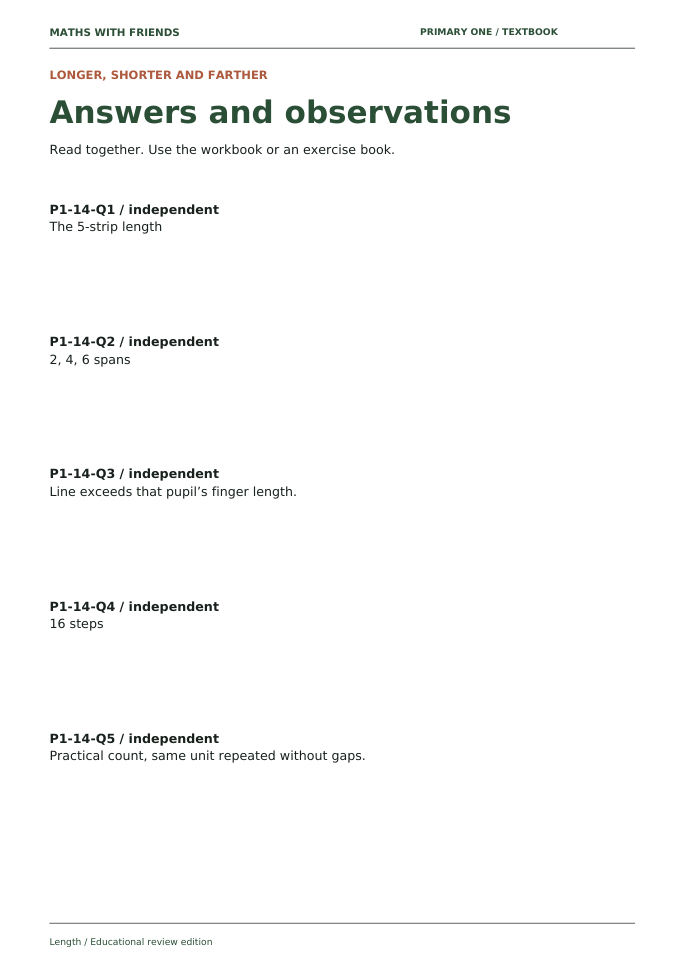 MATHS WITH FRIENDS
PRIMARY ONE / TEXTBOOK
LONGER, SHORTER AND FARTHER
Answers and observations
Read together. Use the workbook or an exercise book.
P1-14-Q1 / independent
The 5-strip length
P1-14-Q2 / independent
2, 4, 6 spans
P1-14-Q3 / independent
Line exceeds that pupil’s finger length.
P1-14-Q4 / independent
16 steps
P1-14-Q5 / independent
Practical count, same unit repeated without gaps.
Length / Educational review edition